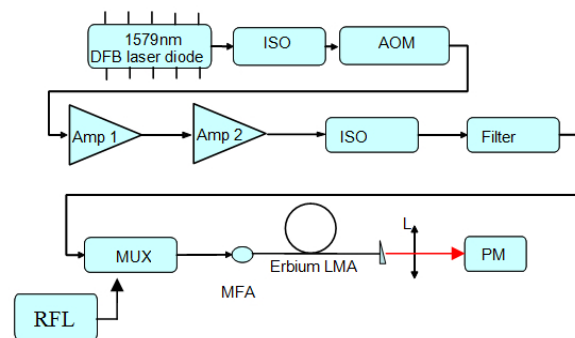 1579nm
DFB laser diode
ISO
AOM
Amp 1
Amp 2
ISO
Filter
MUX
MFA
Erbium LMA
L
PM
RFL